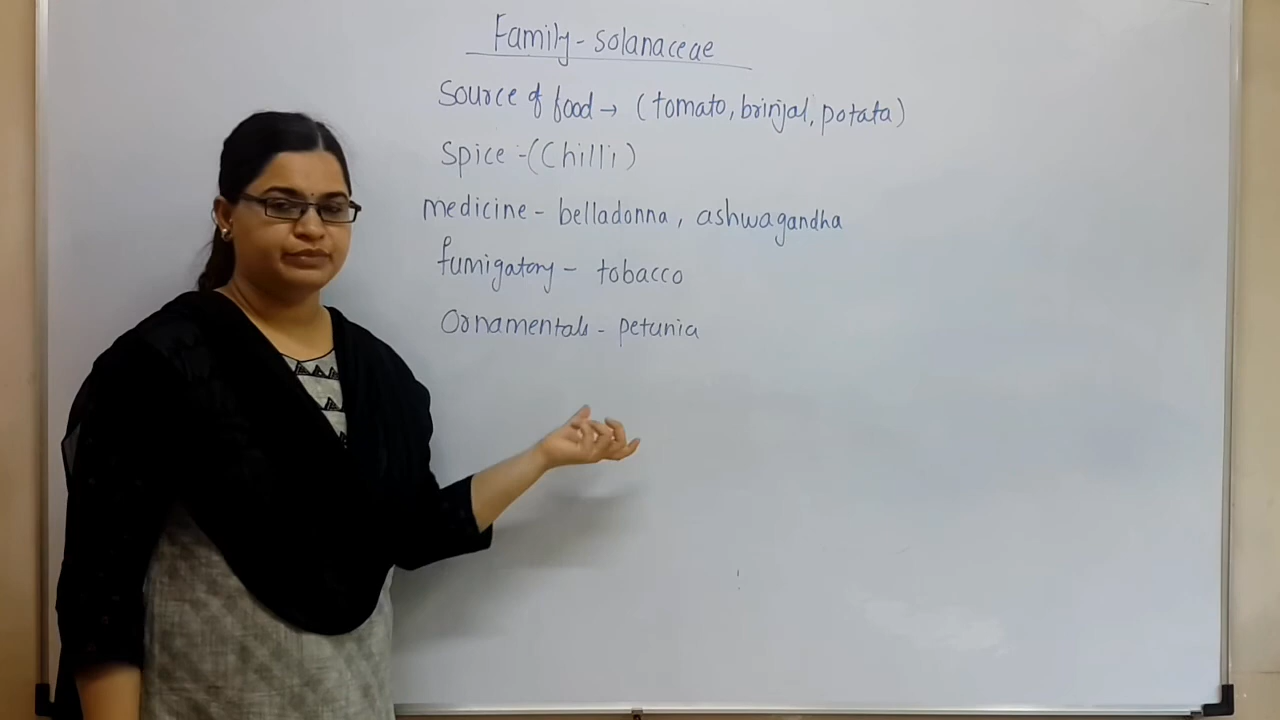 Family - solanaceae
Source of food → (tomato, brinjal, potata)
Spice :- (Chilli)
medicine - belladonna, ashwagandha
fumigatory - tobacco
Ornamentals - petunia